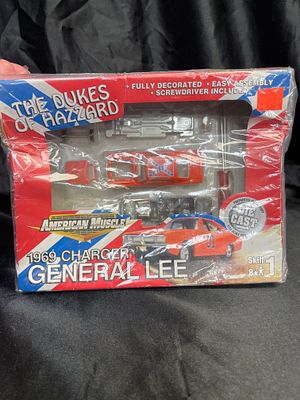 • FULLY DECORATED • EASY ASSEMBLY
• SCREWDRIVER INCLUDED
THE DUKES
OF HAZZARD
DIE
CAST
AMERICAN MUSCLE
1969 CHARGER
GENERAL LEE
01
Skill
1